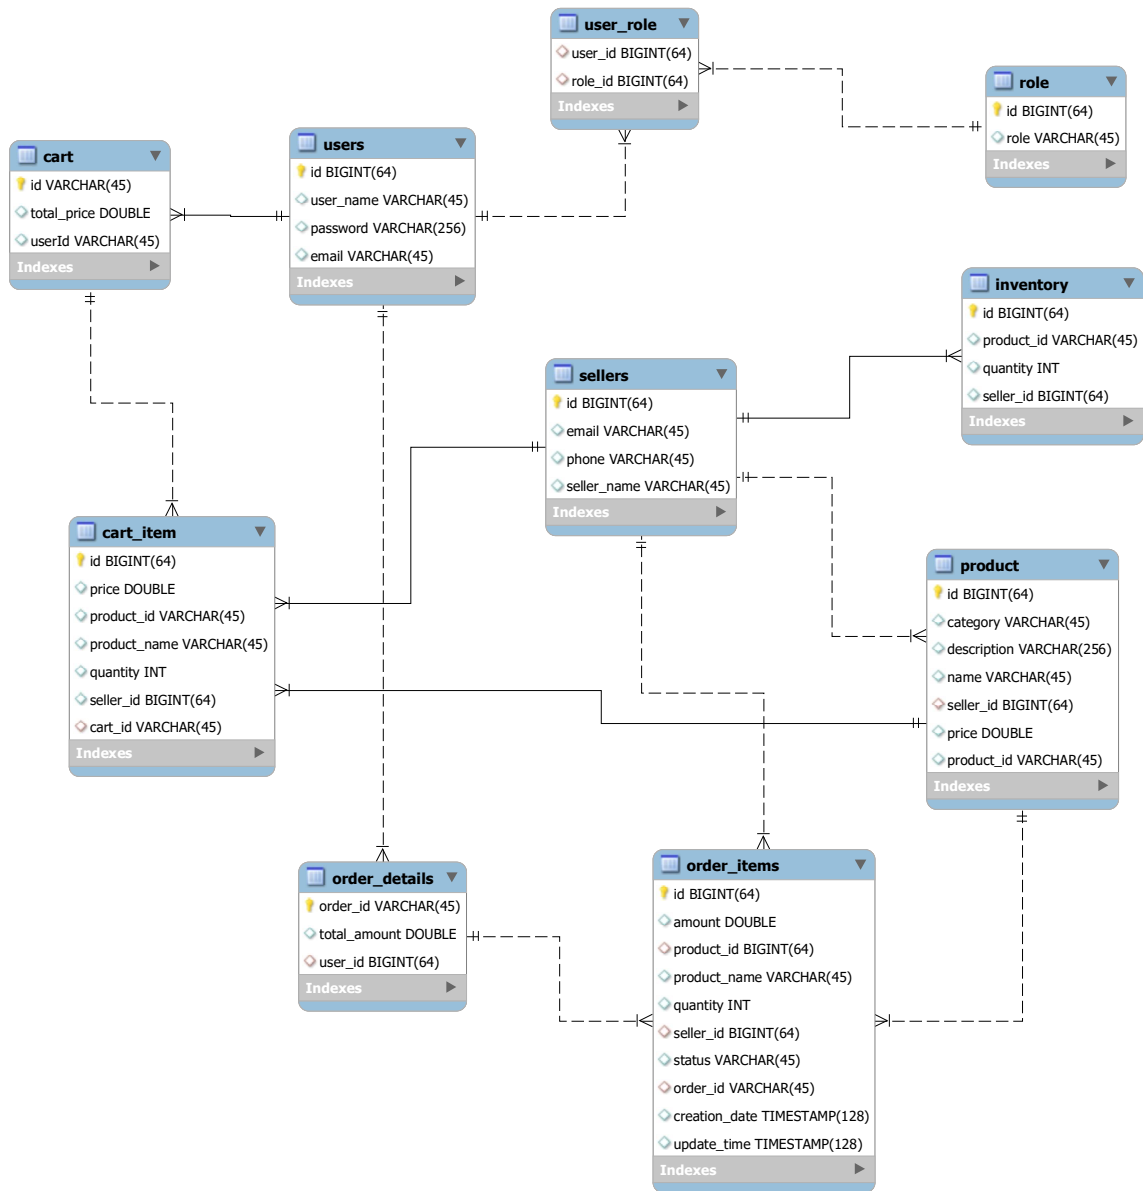 user_role
user_id BIGINT(64)
role_id BIGINT(64)
Indexes
role
id BIGINT(64)
role VARCHAR(45)
Indexes
cart
id VARCHAR(45)
total_price DOUBLE
userId VARCHAR(45)
Indexes
users
id BIGINT(64)
user_name VARCHAR(45)
password VARCHAR(256)
email VARCHAR(45)
Indexes
inventory
id BIGINT(64)
product_id VARCHAR(45)
quantity INT
seller_id BIGINT(64)
Indexes
sellers
id BIGINT(64)
email VARCHAR(45)
phone VARCHAR(45)
seller_name VARCHAR(45)
Indexes
cart_item
id BIGINT(64)
price DOUBLE
product_id VARCHAR(45)
product_name VARCHAR(45)
quantity INT
seller_id BIGINT(64)
cart_id VARCHAR(45)
Indexes
product
id BIGINT(64)
category VARCHAR(45)
description VARCHAR(256)
name VARCHAR(45)
seller_id BIGINT(64)
price DOUBLE
product_id VARCHAR(45)
Indexes
order_details
order_id VARCHAR(45)
total_amount DOUBLE
user_id BIGINT(64)
Indexes
order_items
id BIGINT(64)
amount DOUBLE
product_id BIGINT(64)
product_name VARCHAR(45)
quantity INT
seller_id BIGINT(64)
status VARCHAR(45)
order_id VARCHAR(45)
creation_date TIMESTAMP(128)
update_time TIMESTAMP(128)
Indexes